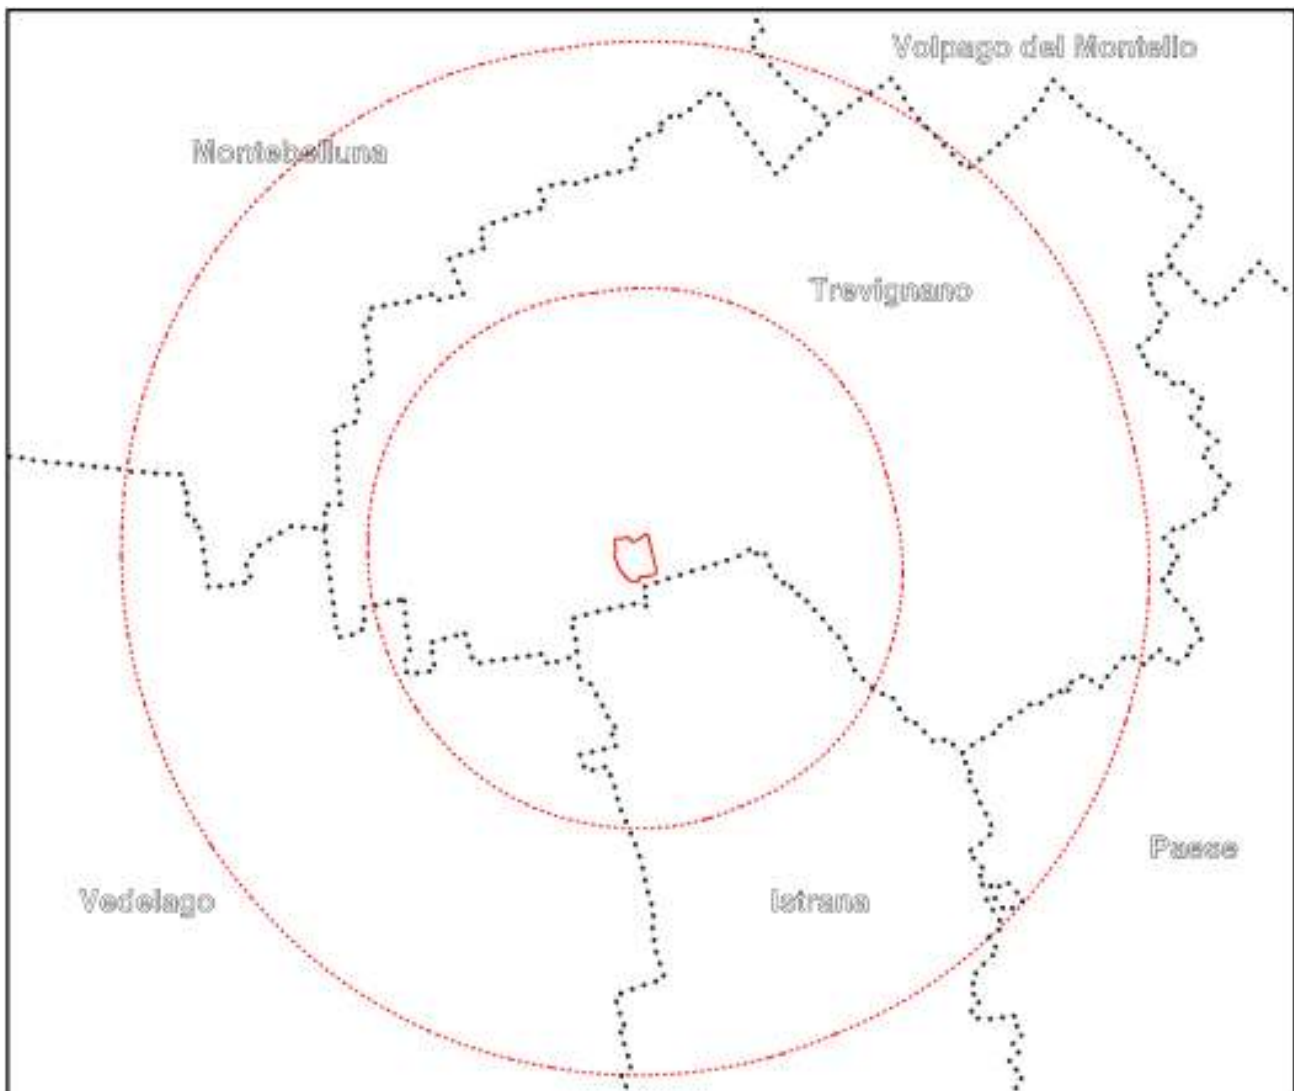 Volpago del Montello
Montebelluna
Trevignano
Paese
Vedelago
Istrana